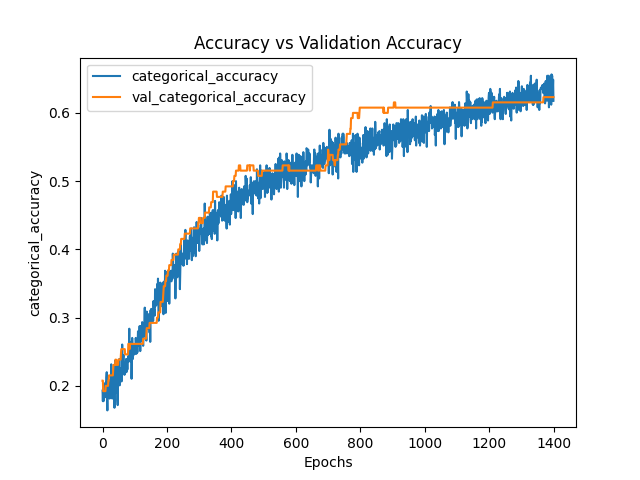 Accuracy vs Validation Accuracy
categorical_accuracy
val_categorical_accuracy
categorical_accuracy
0.6
0.5
0.4
0.3
0.2
0 200 400 600 800 1000 1200 1400
Epochs